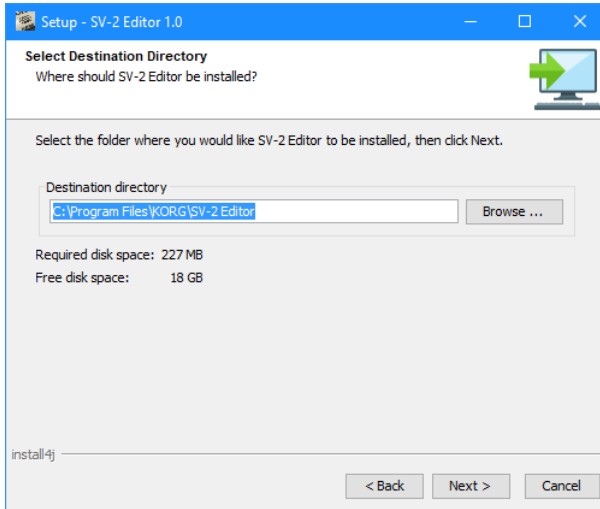 Setup - SV-2 Editor 1.0
Select Destination Directory
Where should SV-2 Editor be installed?
Select the folder where you would like SV-2 Editor to be installed, then click Next.
Destination directory
C:\Program Files\KORG\SV-2 Editor
Browse ...
Required disk space: 227 MB
Free disk space: 18 GB
install4j
< Back Next > Cancel